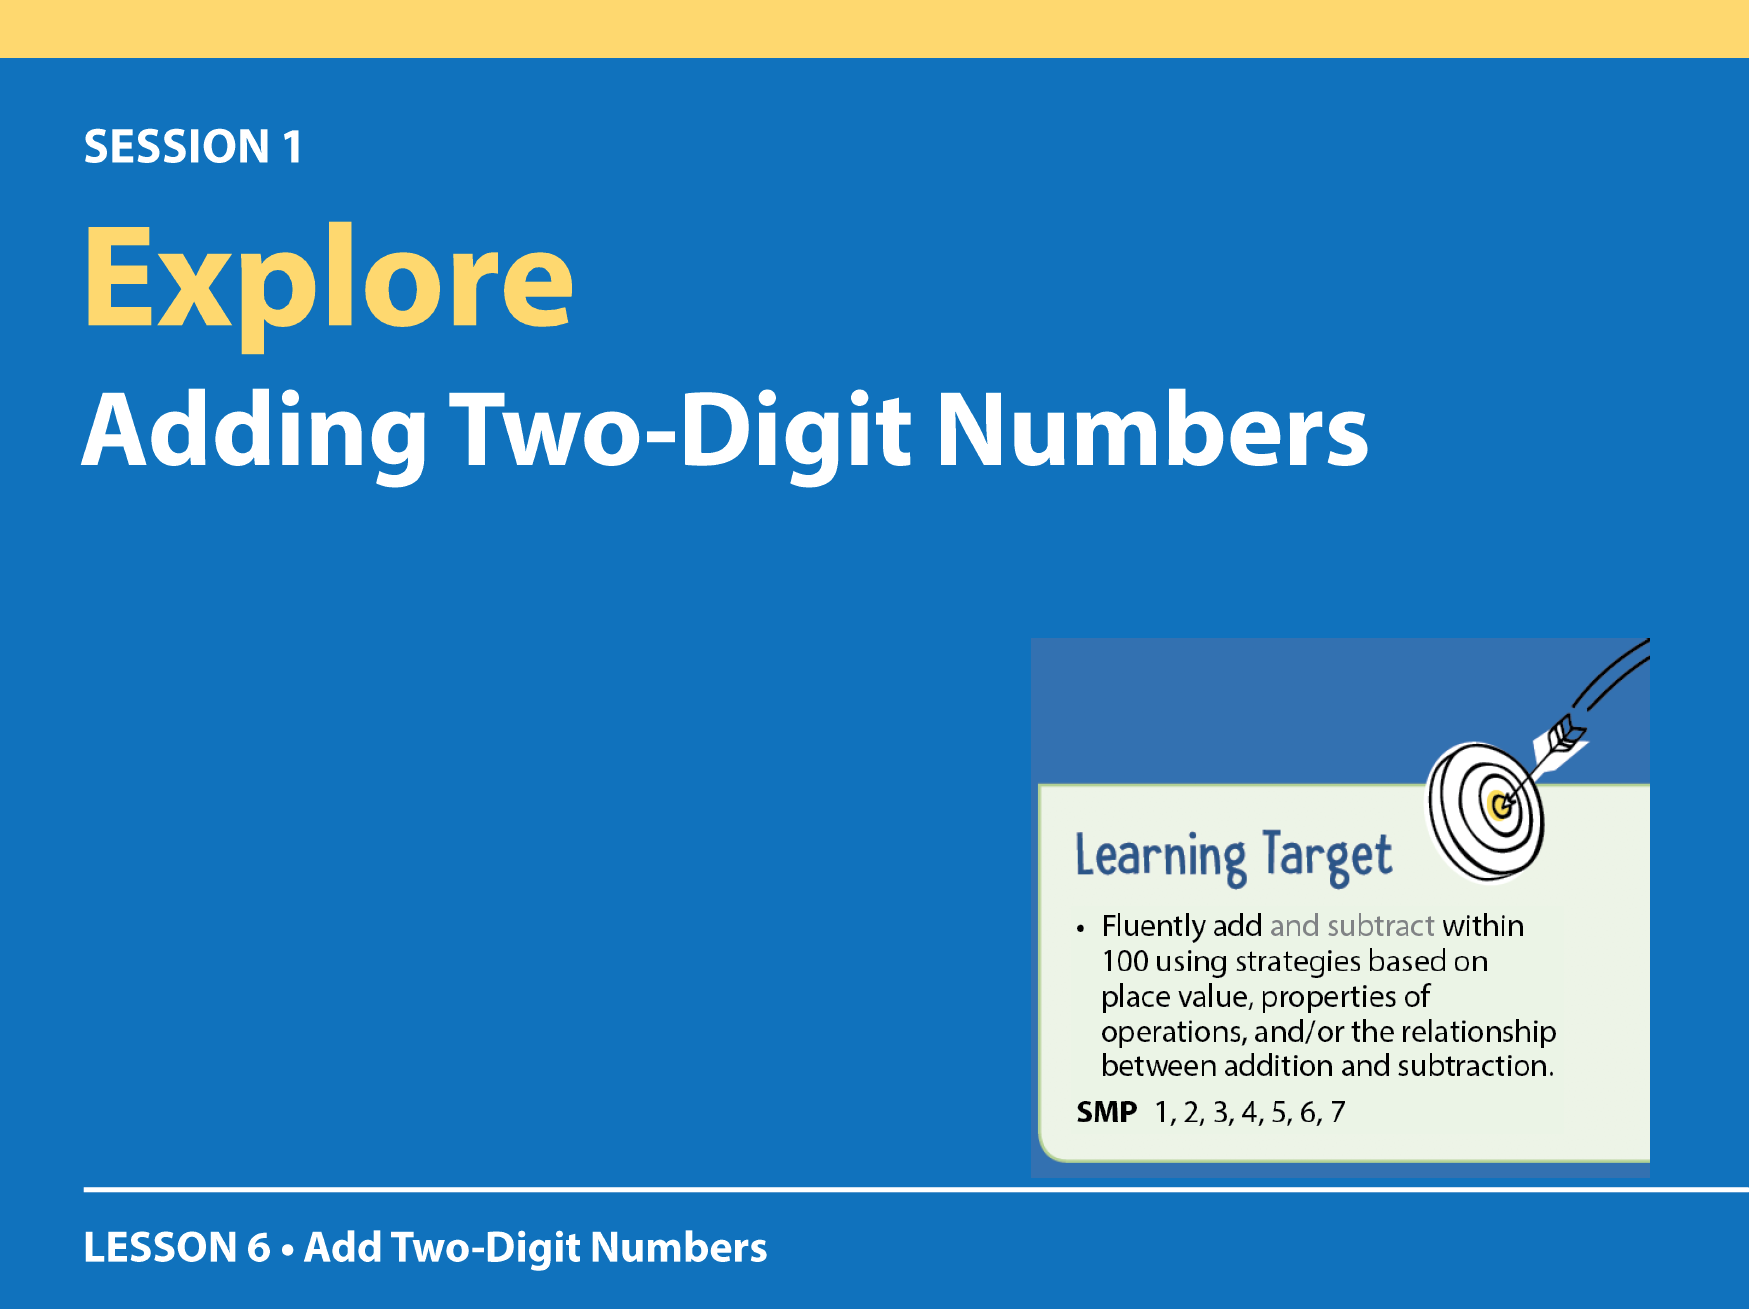 SESSION 1
Explore
Adding Two-Digit Numbers
Learning Target
• Fluently add and subtract within
100 using strategies based on
place value, properties of
operations, and/or the relationship
between addition and subtraction.
SMP 1, 2, 3, 4, 5, 6, 7
LESSON 6 • Add Two-Digit Numbers